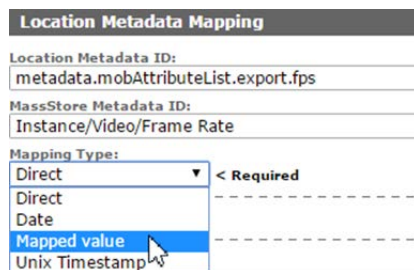 Location Metadata Mapping
Location Metadata ID:
metadata.mobAttributeList.export.fps
MassStore Metadata ID:
Instance/Video/Frame Rate
Mapping Type:
Direct < Required
Direct
Date
Mapped value
Unix Timestamp